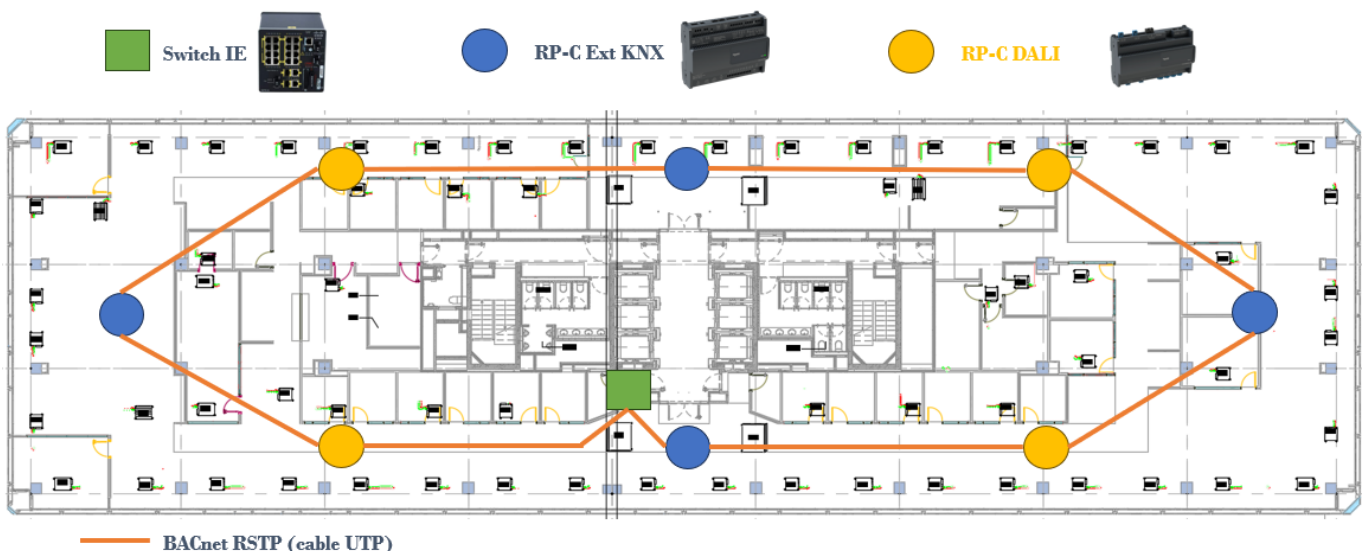 Switch IE
RP-C Ext KNX
RP-C DALI
BACnet RSTP (cable UTP)